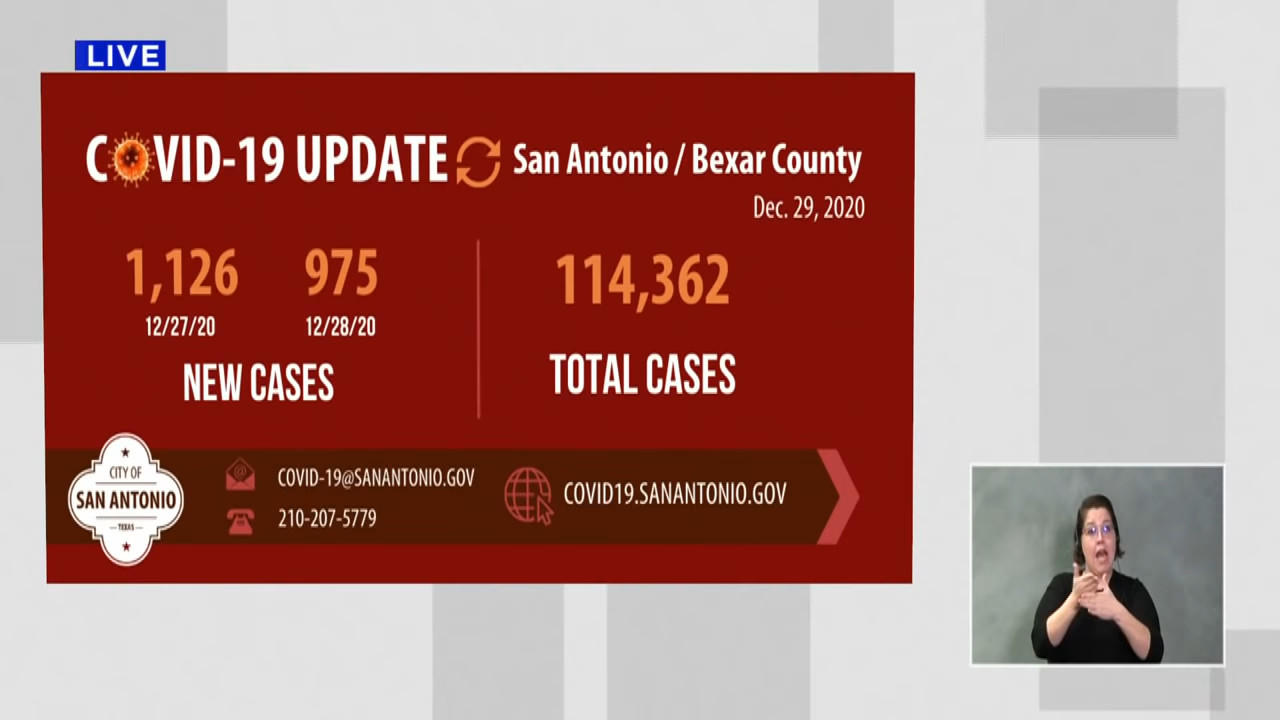 LIVE
COVID-19 UPDATE San Antonio / Bexar County
Dec. 29, 2020
1,126 975 114,362
12/27/20 12/28/20
NEW CASES TOTAL CASES
CITY OF
SAN ANTONIO
TEXAS
COVID-19@SANANTONIO.GOV
210-207-5779
COVID19.SANANTONIO.GOV